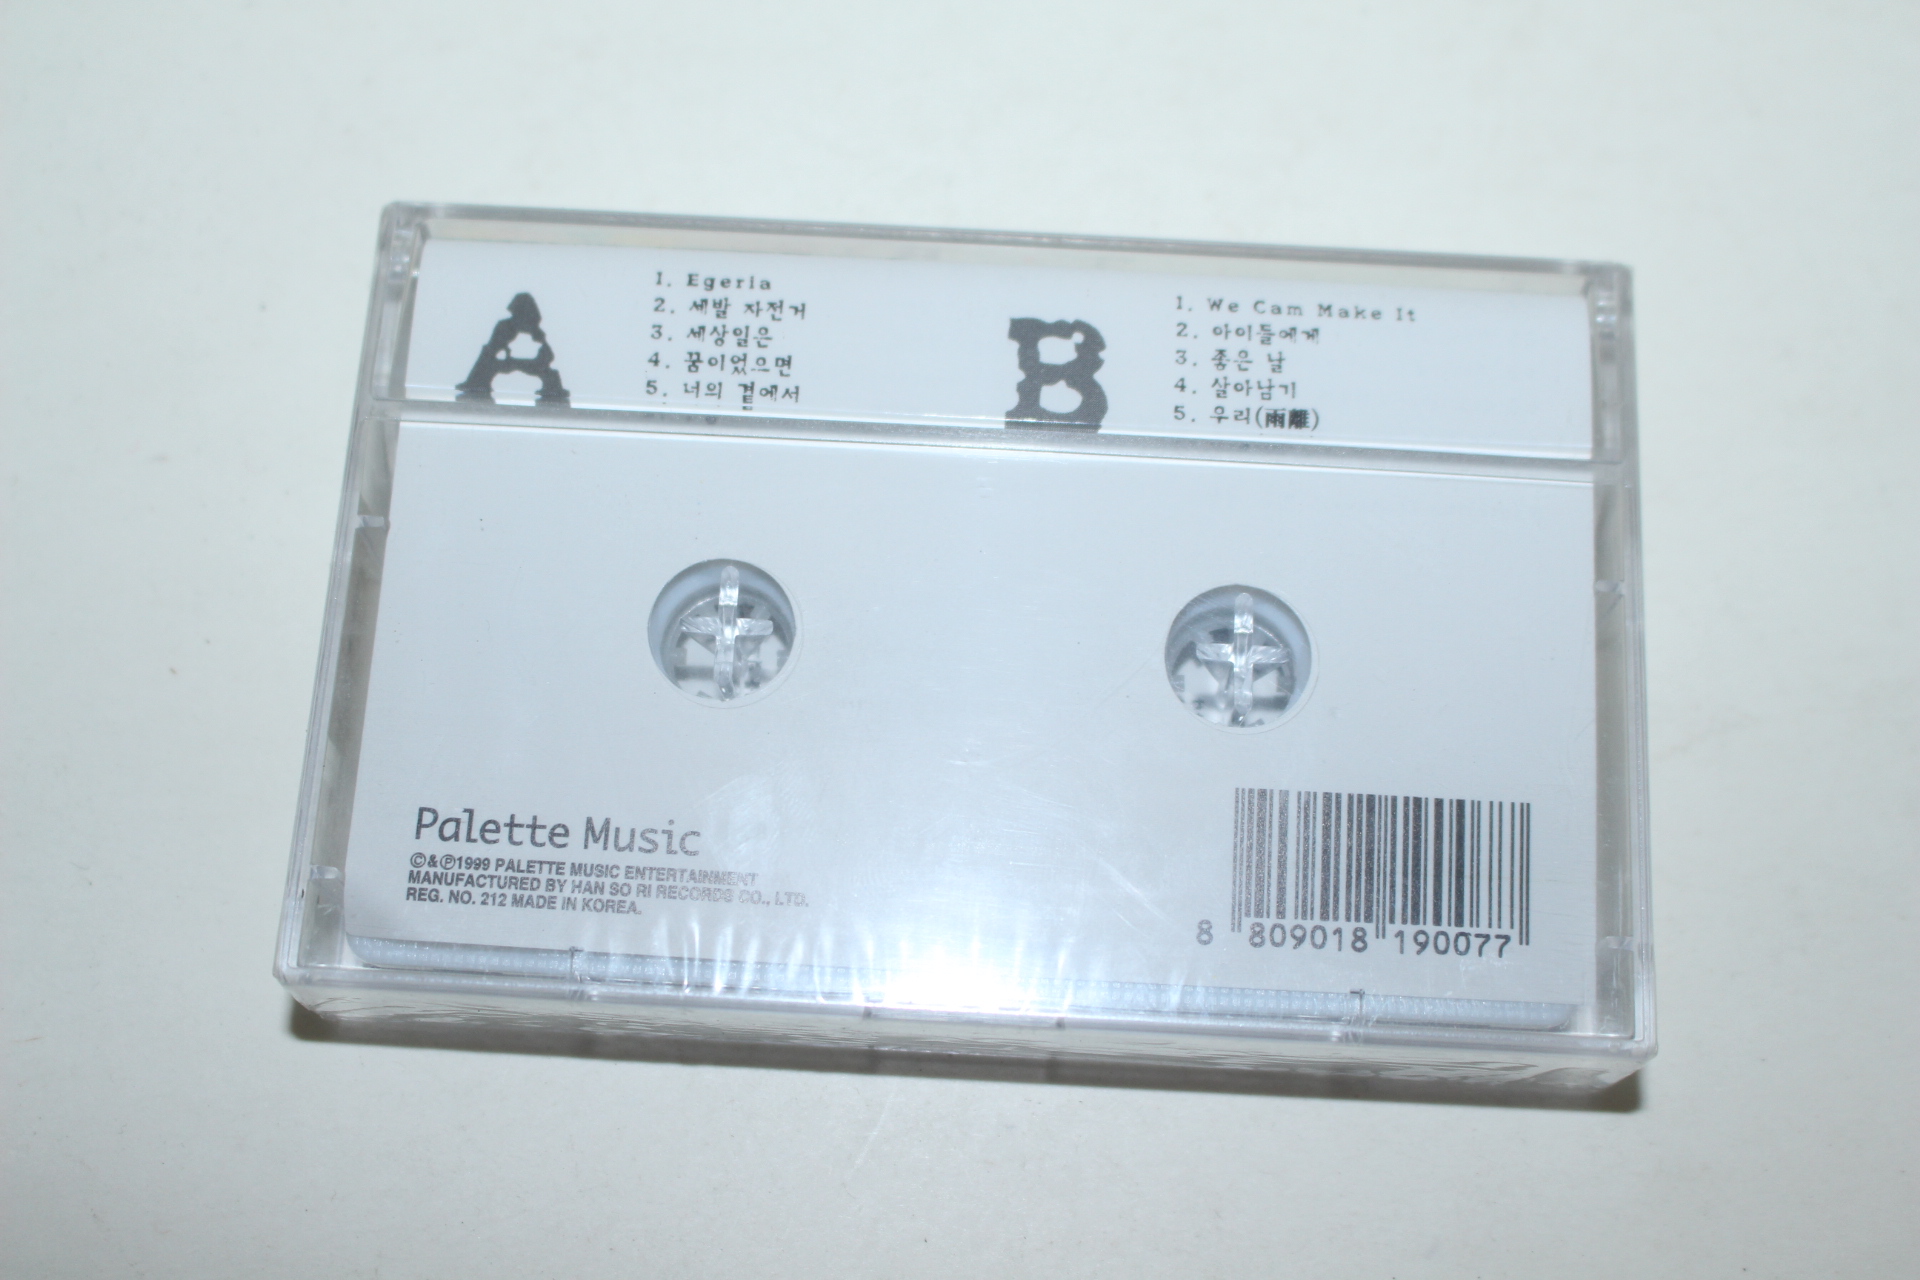 A
1. Egeria
2. 세발 자전거
3. 세상일은
4. 꿈이었으면
5. 너의 곁에서
B
1. We Cam Make It
2. 아이들에게
3. 좋은 날
4. 살아남기
5. 우리(雨離)
Palette Music
©&℗1999 PALETTE MUSIC ENTERTAINMENT
MANUFACTURED BY HAN SO RI RECORDS CO., LTD.
REG. NO. 212 MADE IN KOREA.
8 809018 190077